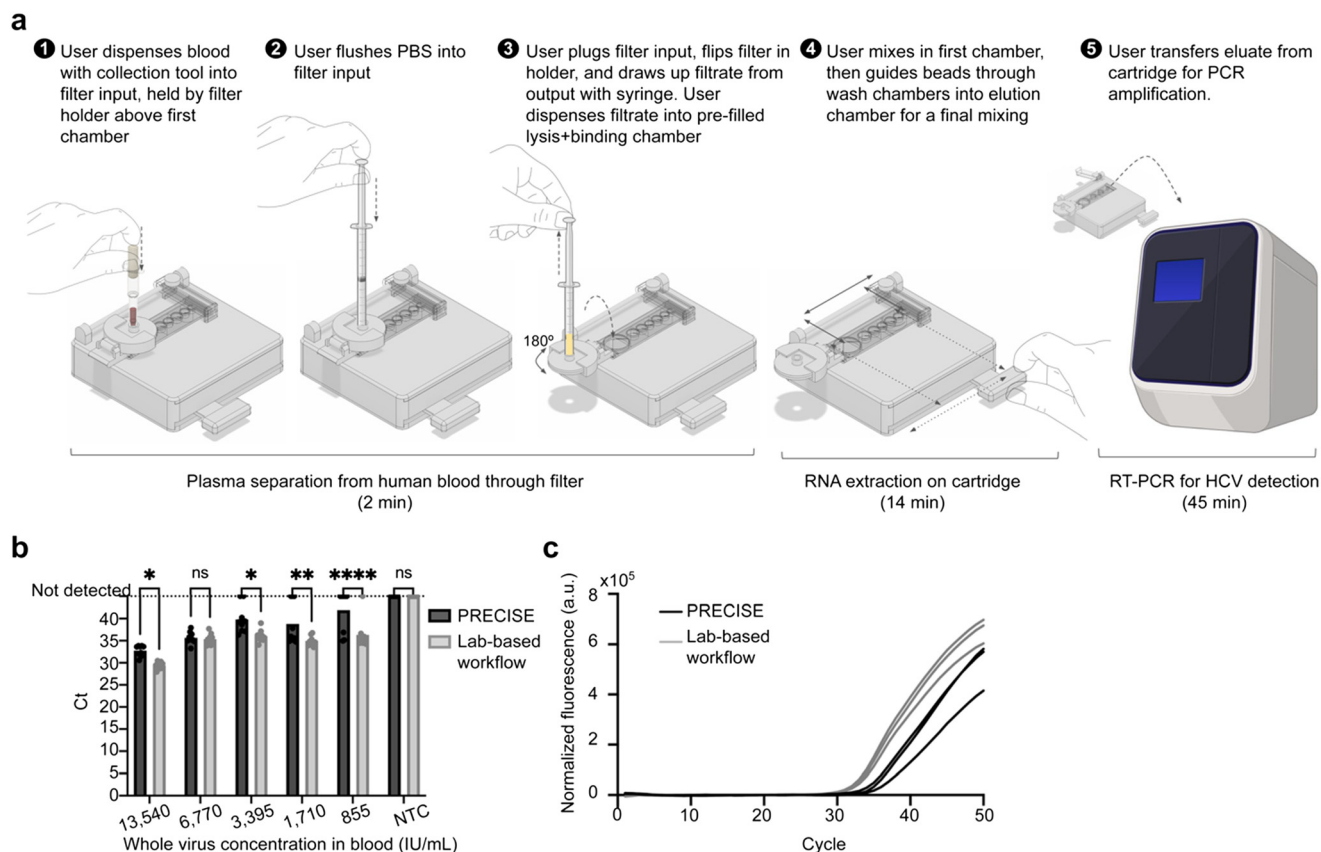 a
1 User dispenses blood
with collection tool into
filter input, held by filter
holder above first
chamber
2 User flushes PBS into
filter input
3 User plugs filter input, flips filter in
holder, and draws up filtrate from
output with syringe. User
dispenses filtrate into pre-filled
lysis+binding chamber
4 User mixes in first chamber,
then guides beads through
wash chambers into elution
chamber for a final mixing
5 User transfers eluate from
cartridge for PCR
amplification.
180º
Plasma separation from human blood through filter
(2 min)
RNA extraction on cartridge
(14 min)
RT-PCR for HCV detection
(45 min)
b
* ns * ** **** ns
Not detected
40
35
30
25
20
15
10
5
0
Ct
13,540 6,770 3,395 1,710 855 NTC
Whole virus concentration in blood (IU/mL)
PRECISE
Lab-based
workflow
c
x10⁵
8
6
4
2
0
Normalized fluorescence (a.u.)
0 10 20 30 40 50
Cycle
PRECISE
Lab-based
workflow